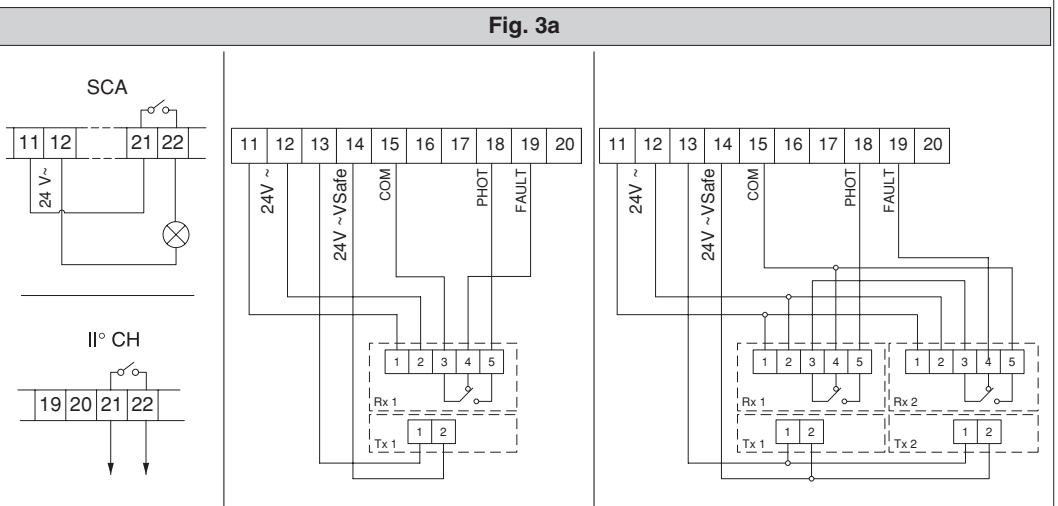 Fig. 3a
SCA
11 12 21 22
24 V~
II° CH
19 20 21 22
11 12 13 14 15 16 17 18 19 20
24V ~
24V ~ VSafe
COM
PHOT
FAULT
1 2 3 4 5
Rx 1
1 2
Tx 1
11 12 13 14 15 16 17 18 19 20
24V ~
24V ~ VSafe
COM
PHOT
FAULT
1 2 3 4 5
Rx 1
1 2 3 4 5
Rx 2
1 2
Tx 1
1 2
Tx 2